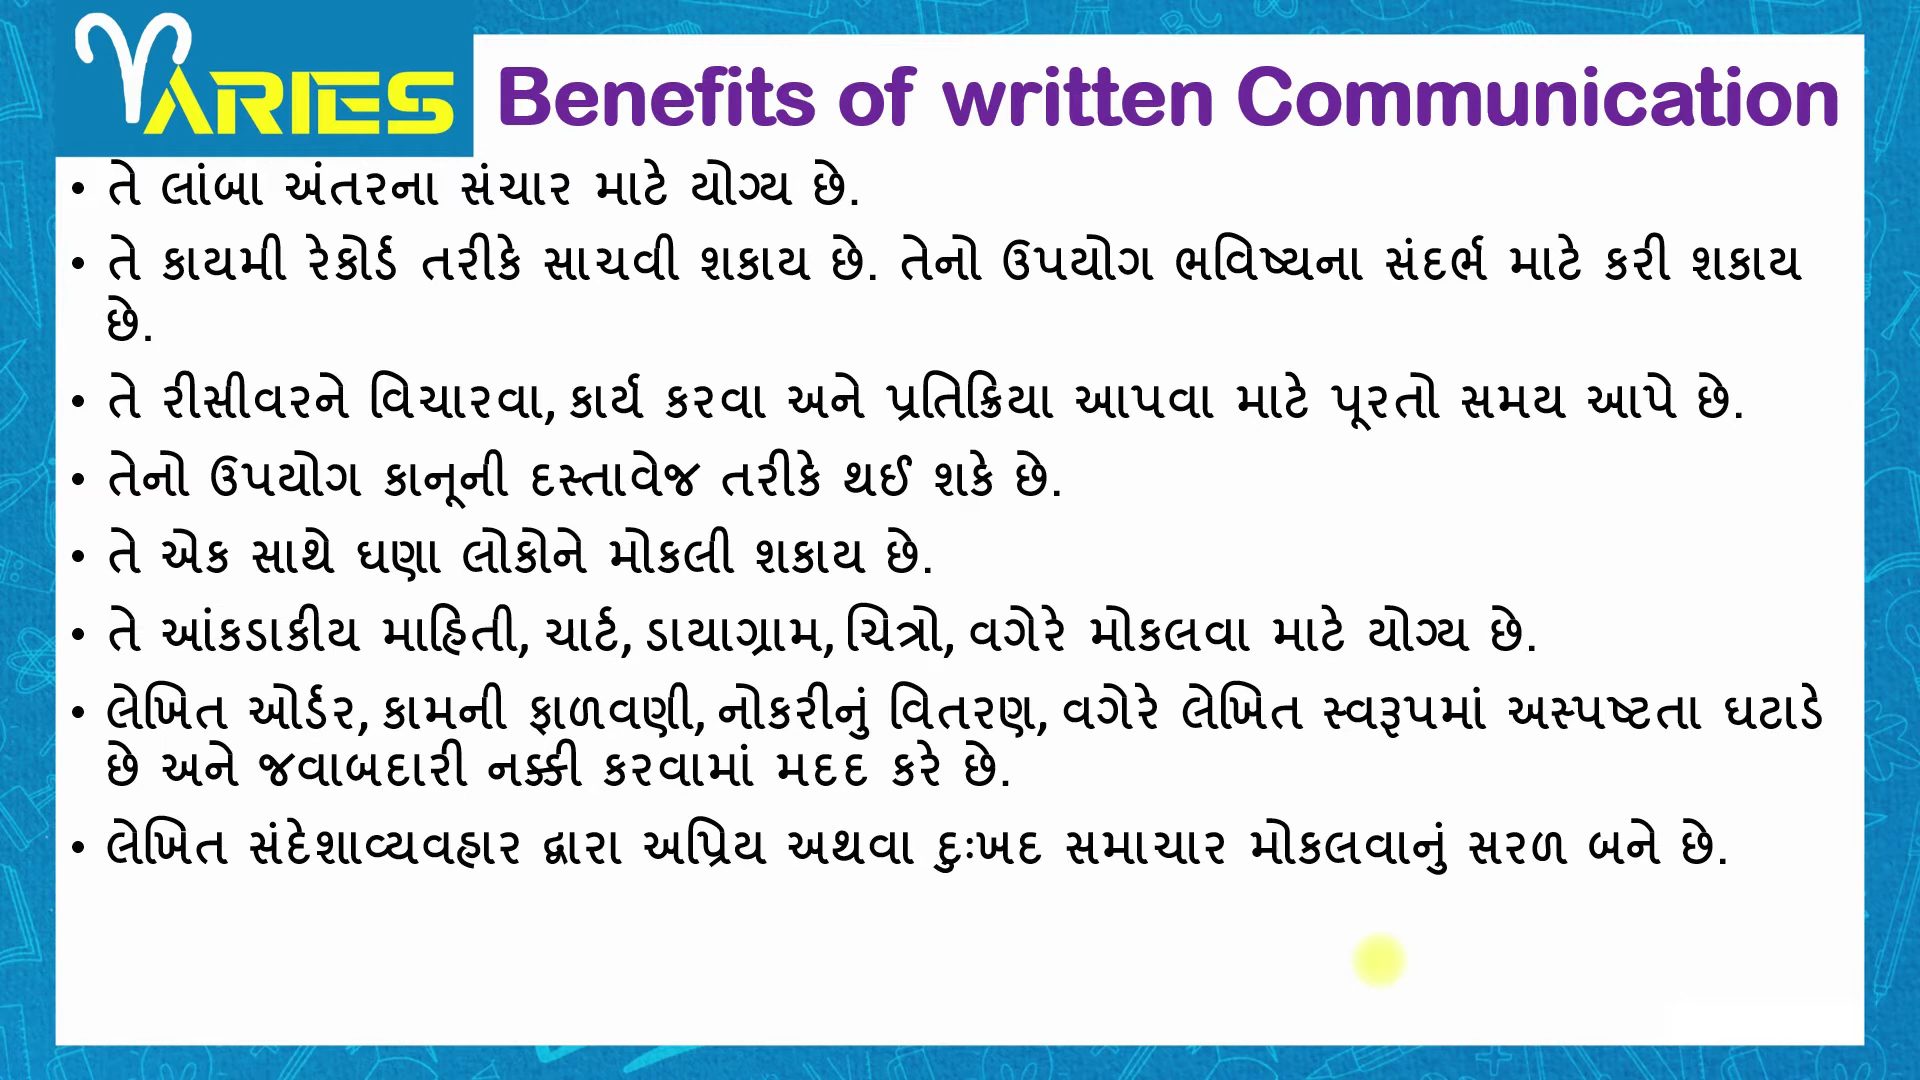 ARIES
Benefits of written Communication
• તે લાંબા અંતરના સંચાર માટે યોગ્ય છે.
• તે કાયમી રેકોર્ડ તરીકે સાચવી શકાય છે. તેનો ઉપયોગ ભવિષ્યના સંદર્ભ માટે કરી શકાય
છે.
• તે રીસીવરને વિચારવા, કાર્ય કરવા અને પ્રતિક્રિયા આપવા માટે પૂરતો સમય આપે છે.
• તેનો ઉપયોગ કાનૂની દસ્તાવેજ તરીકે થઈ શકે છે.
• તે એક સાથે ઘણા લોકોને મોકલી શકાય છે.
• તે આંકડાકીય માહિતી, ચાર્ટ, ડાયાગ્રામ, ચિત્રો, વગેરે મોકલવા માટે યોગ્ય છે.
• લેખિત ઓર્ડર, કામની ફાળવણી, નોકરીનું વિતરણ, વગેરે લેખિત સ્વરૂપમાં અસ્પષ્ટતા ઘટાડે
છે અને જવાબદારી નક્કી કરવામાં મદદ કરે છે.
• લેખિત સંદેશાવ્યવહાર દ્વારા અપ્રિય અથવા દુઃખદ સમાચાર મોકલવાનું સરળ બને છે.